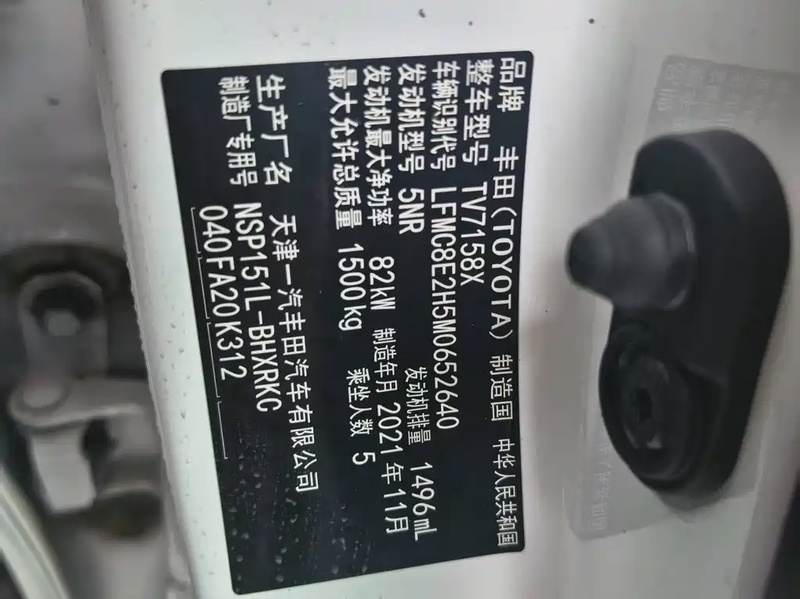 品牌 丰田(TOYOTA) 制造国 中华人民共和国
整车型号 TV7158X
车辆识别代号 LFMC8E2H5M0652640
发动机型号 5NR 发动机排量 1496mL
发动机最大净功率 82kW 制造年月 2021年11月
最大允许总质量 1500kg 乘坐人数 5
生产厂名 天津一汽丰田汽车有限公司
制造厂专用号 NSP151L-BHXRKC
040FA20K312